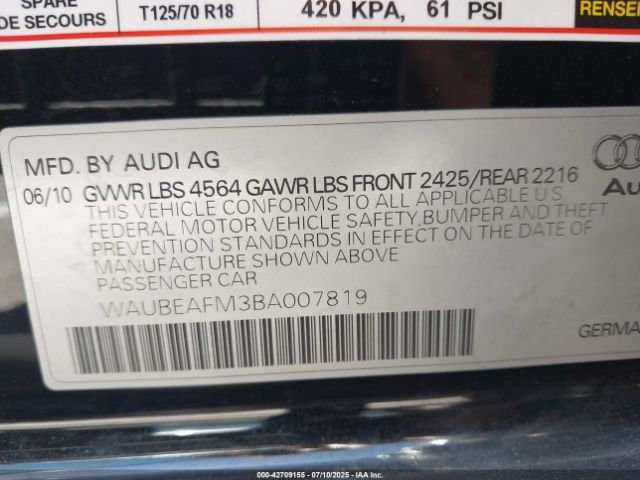 SPARE
DE SECOURS
T125/70 R18
420 KPA, 61 PSI
MFD. BY AUDI AG
06/10 GVWR LBS 4564 GAWR LBS FRONT 2425/REAR 2216
THIS VEHICLE CONFORMS TO ALL APPLICABLE U S
FEDERAL MOTOR VEHICLE SAFETY,BUMPER AND THEFT
PREVENTION STANDARDS IN EFFECT ON THE DATE OF
MANUFACTURE SHOWN ABOVE
PASSENGER CAR
WAUBEAFM3BA007819
000-42709155 - 07/10/2025 - IAA Inc.